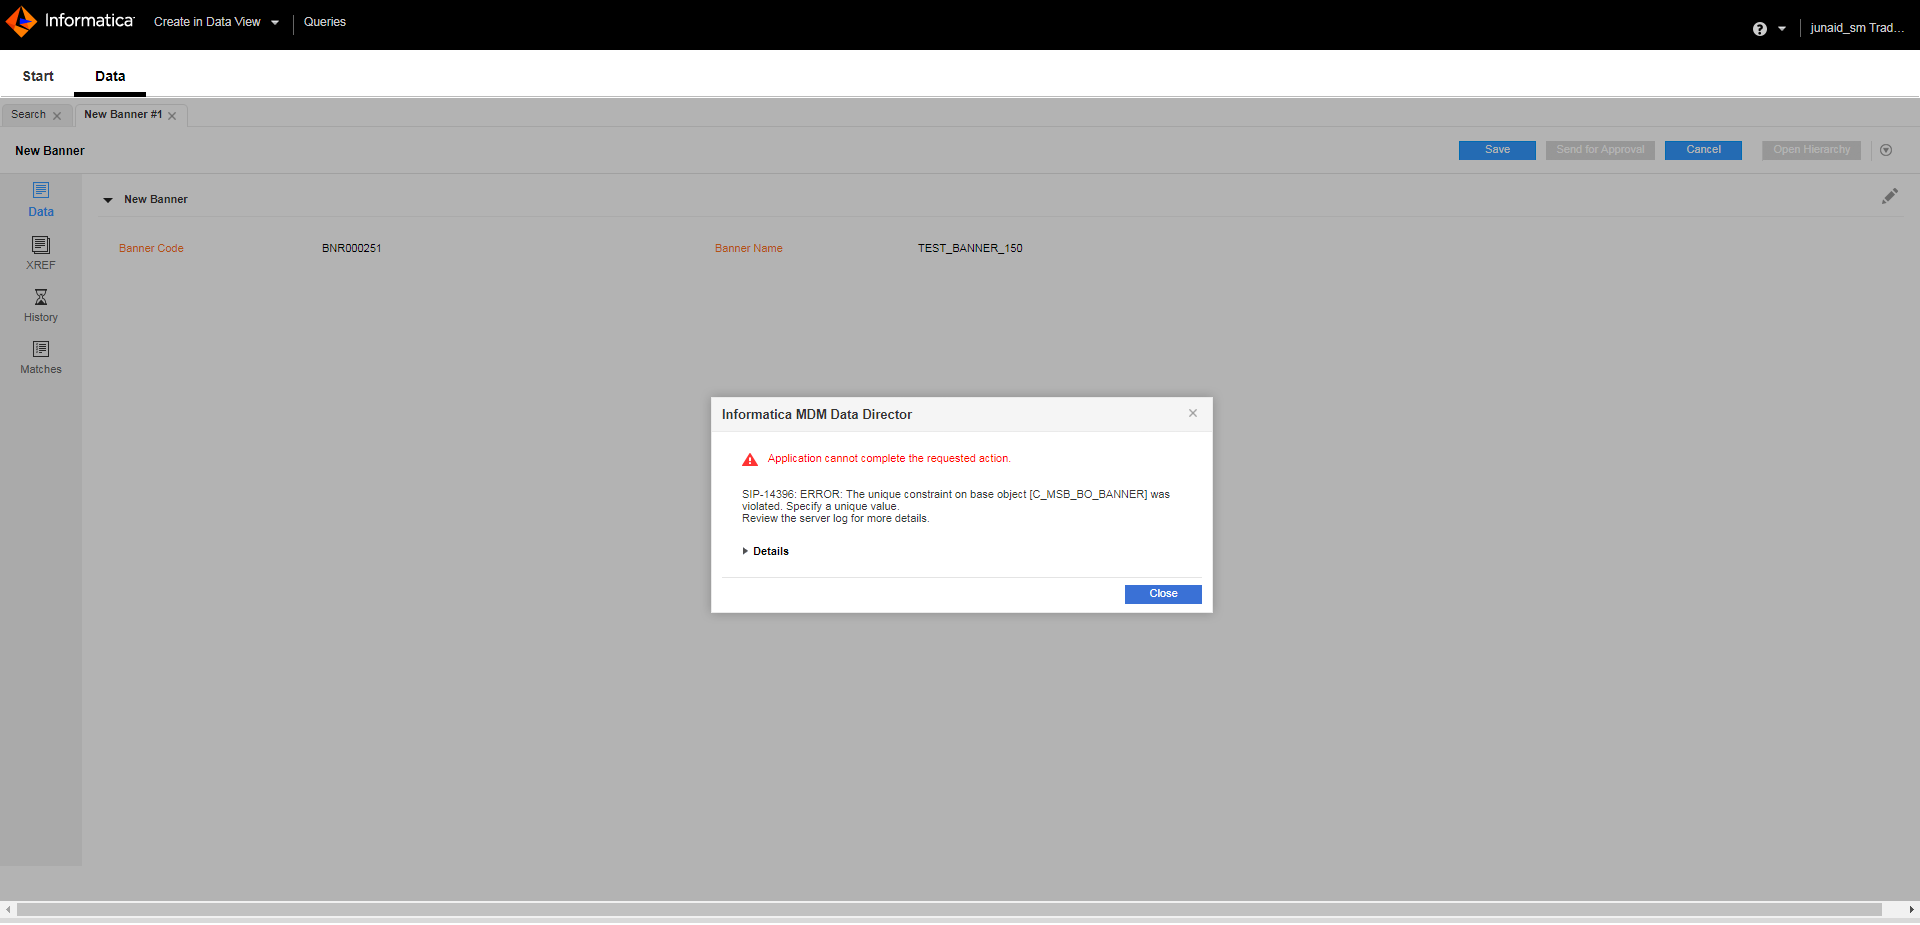 Informatica Create in Data View Queries junaid_sm Trad...
Start Data
Search New Banner #1
New Banner Save Send for Approval Cancel Open Hierarchy
Data
New Banner
XREF
History
Matches
Banner Code BNR000251 Banner Name TEST_BANNER_150
Informatica MDM Data Director
Application cannot complete the requested action.
SIP-14396: ERROR: The unique constraint on base object [C_MSB_BO_BANNER] was
violated. Specify a unique value.
Review the server log for more details.
Details
Close